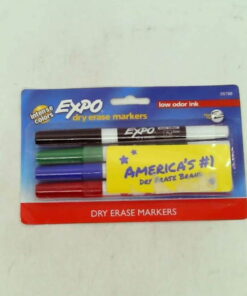 intense
colors
EXPO
dry erase markers
low odor ink
EXPO
AMERICA'S #1
DRY ERASE BRAND
DRY ERASE MARKERS